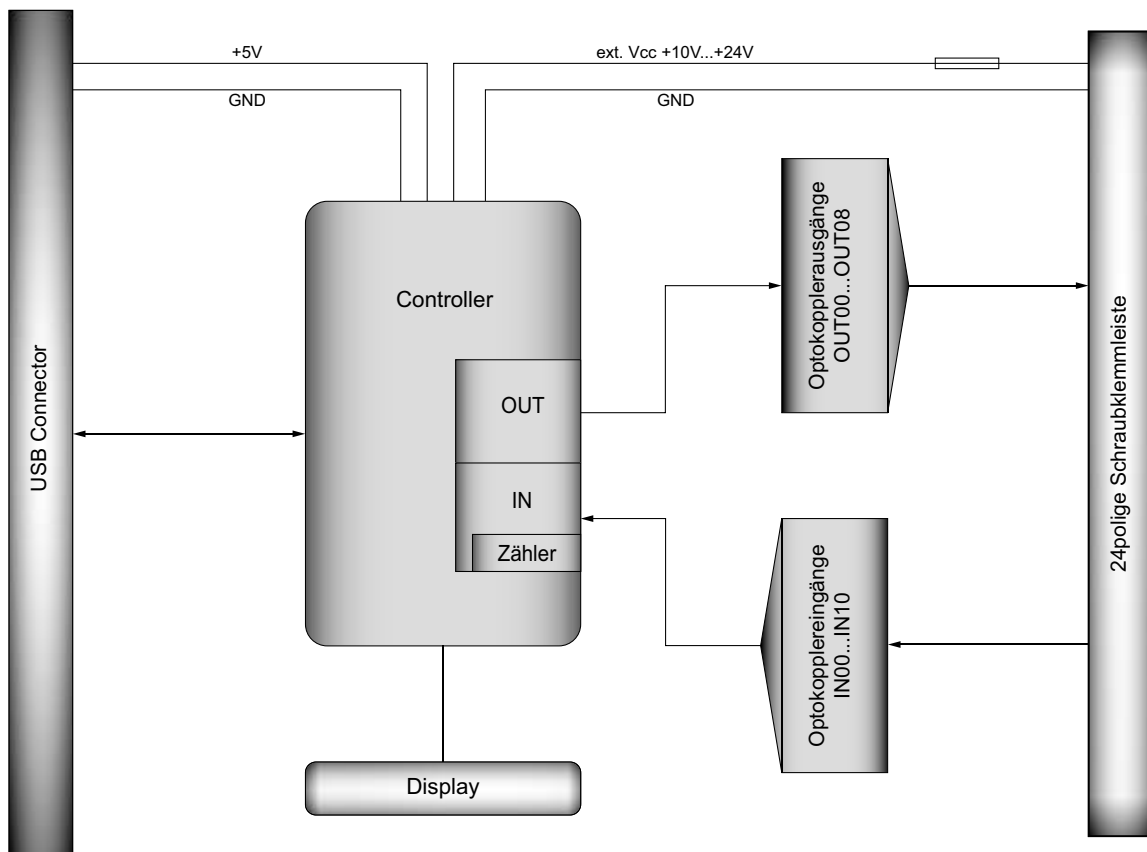 +5V
ext. Vcc +10V...+24V
GND
GND
Controller
OUT
IN
Zähler
Display
USB Connector
Optokopplerausgänge
OUT00...OUT08
Optokopplereingänge
IN00...IN10
24polige Schraubklemmleiste